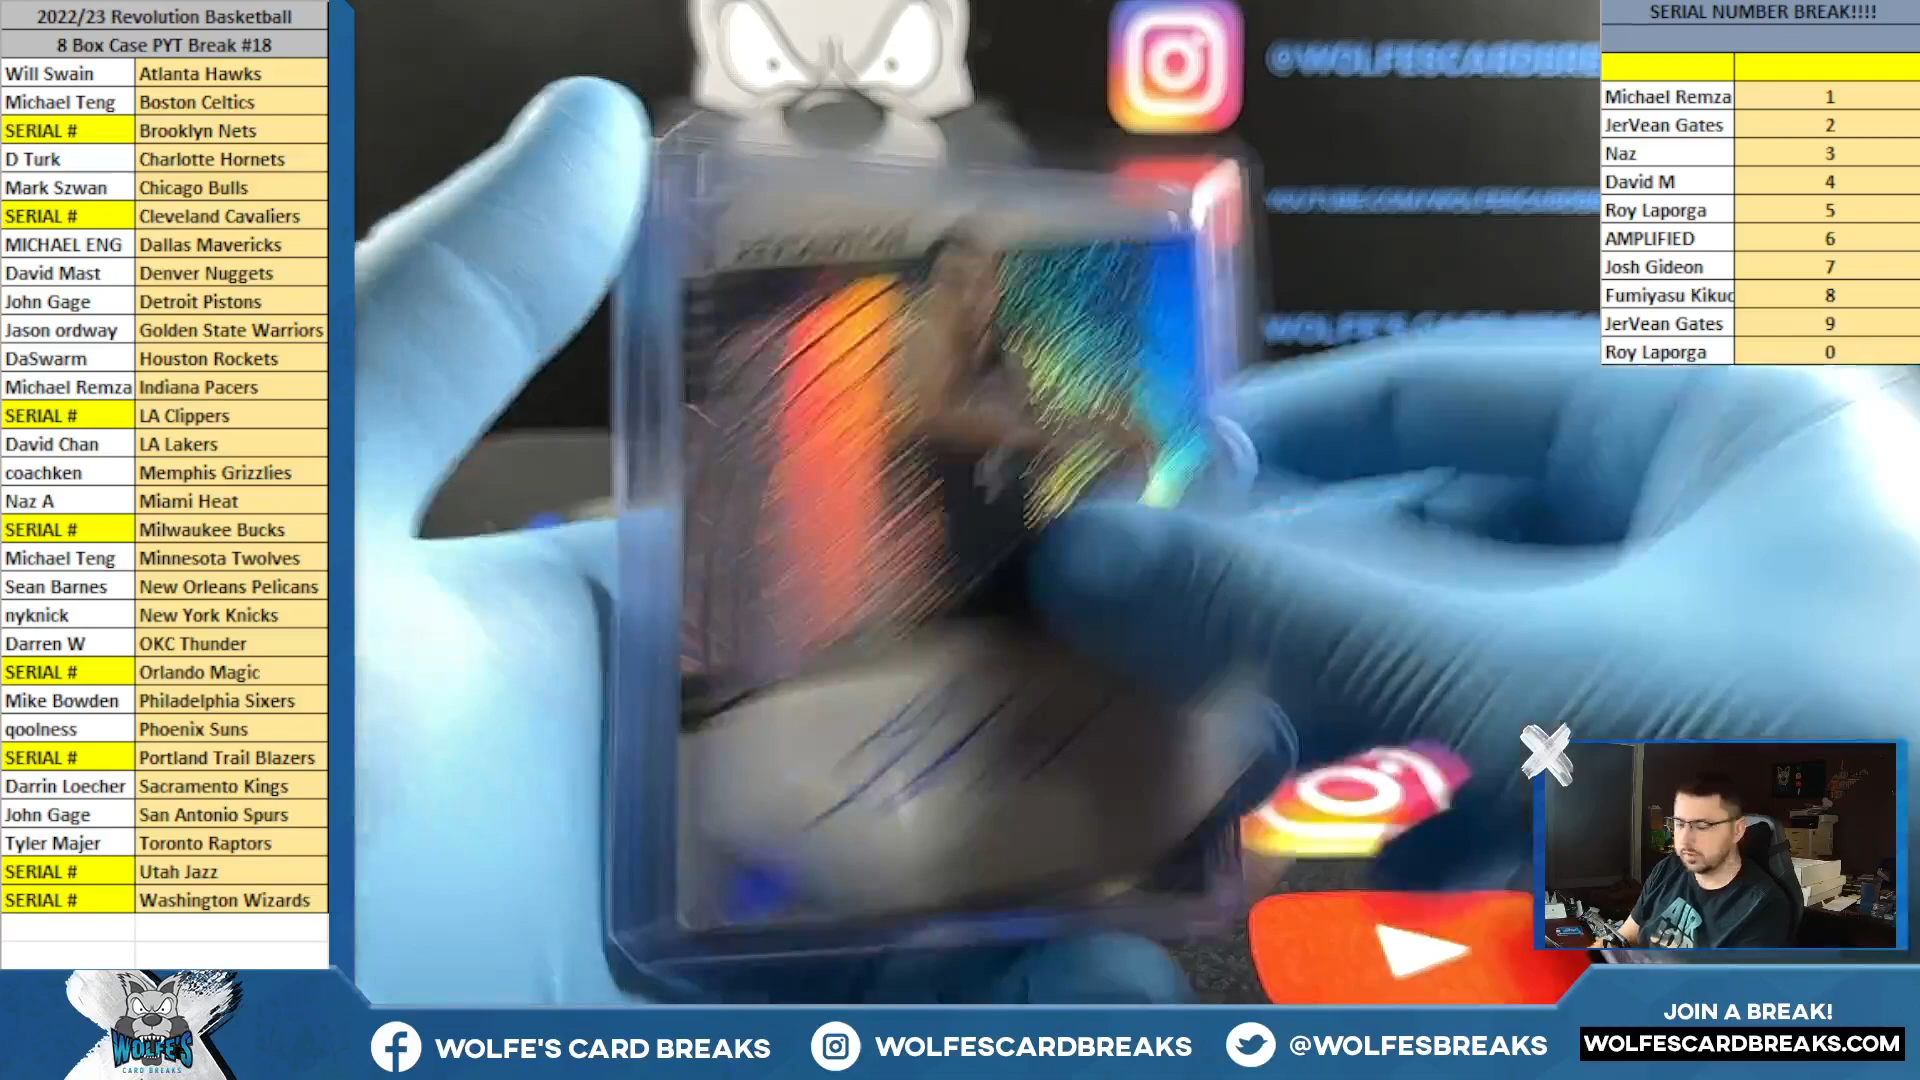 2022/23 Revolution Basketball
8 Box Case PYT Break #18
Will Swain Atlanta Hawks
Michael Teng Boston Celtics
SERIAL # Brooklyn Nets
D Turk Charlotte Hornets
Mark Szwan Chicago Bulls
SERIAL # Cleveland Cavaliers
MICHAEL ENG Dallas Mavericks
David Mast Denver Nuggets
John Gage Detroit Pistons
Jason ordway Golden State Warriors
DaSwarm Houston Rockets
Michael Remza Indiana Pacers
SERIAL # LA Clippers
David Chan LA Lakers
coachken Memphis Grizzlies
Naz A Miami Heat
SERIAL # Milwaukee Bucks
Michael Teng Minnesota Twolves
Sean Barnes New Orleans Pelicans
nyknick New York Knicks
Darren W OKC Thunder
SERIAL # Orlando Magic
Mike Bowden Philadelphia Sixers
qoolness Phoenix Suns
SERIAL # Portland Trail Blazers
Darrin Loecher Sacramento Kings
John Gage San Antonio Spurs
Tyler Majer Toronto Raptors
SERIAL # Utah Jazz
SERIAL # Washington Wizards
SERIAL NUMBER BREAK!!!!
Michael Remza 1
JerVean Gates 2
Naz 3
David M 4
Roy Laporga 5
AMPLIFIED 6
Josh Gideon 7
Fumiyasu Kikuc 8
JerVean Gates 9
Roy Laporga 0
@WOLFESCARDBRE
AIR
WOLFE'S
CARD BREAKS
WOLFE'S CARD BREAKS
WOLFESCARDBREAKS
@WOLFESBREAKS
JOIN A BREAK!
WOLFESCARDBREAKS.COM